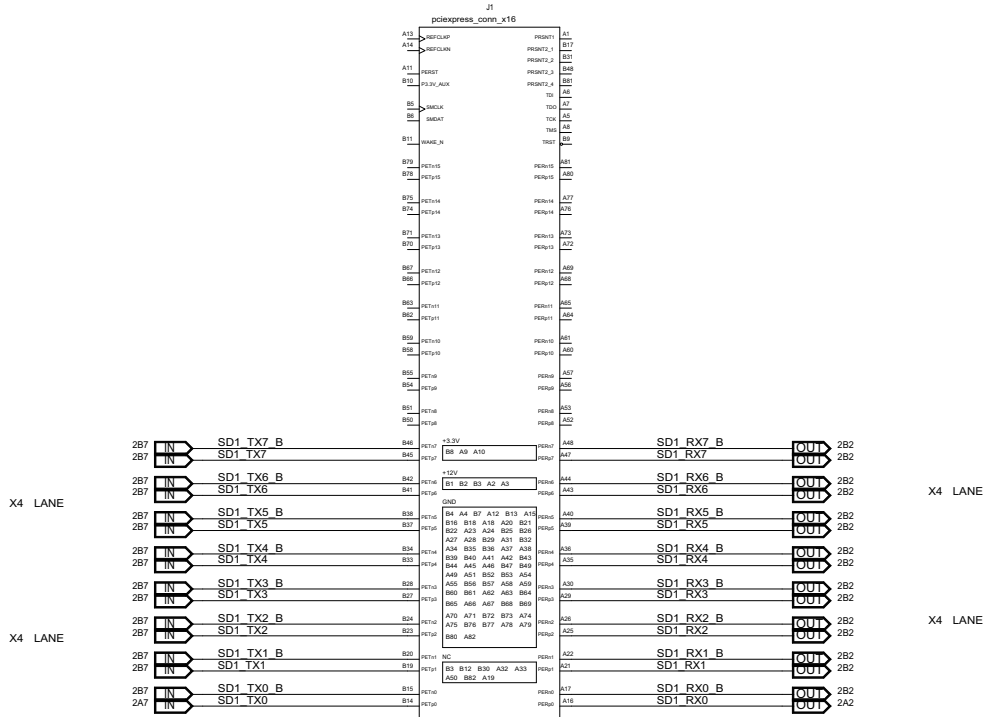 J1
pciexpress_conn_x16
A13 REFCLKP PRSNT1 A1
A14 REFCLKN PRSNT2_1 B17
PRSNT2_2 B31
A11 PERST PRSNT2_3 B48
B10 P3.3V_AUX PRSNT2_4 B81
TDI A6
B5 SMCLK TDO A7
B6 SMDAT TCK A5
TMS A8
B11 WAKE_N TRST B9
B79 PETn15 PERn15 A81
B78 PETp15 PERp15 A80
B75 PETn14 PERn14 A77
B74 PETp14 PERp14 A76
B71 PETn13 PERn13 A73
B70 PETp13 PERp13 A72
B67 PETn12 PERn12 A69
B66 PETp12 PERp12 A68
B63 PETn11 PERn11 A65
B62 PETp11 PERp11 A64
B59 PETn10 PERn10 A61
B58 PETp10 PERp10 A60
B55 PETn9 PERn9 A57
B54 PETp9 PERp9 A56
B51 PETn8 PERn8 A53
B50 PETp8 PERp8 A52
2B7 IN SD1_TX7_B B46 PETn7 +3.3V PERn7 A48 SD1_RX7_B OUT 2B2
2B7 IN SD1_TX7 B45 PETp7 B8 A9 A10 PERp7 A47 SD1_RX7 OUT 2B2
+12V
2B7 IN SD1_TX6_B B42 PETn6 B1 B2 B3 A2 A3 PERn6 A44 SD1_RX6_B OUT 2B2
2B7 IN SD1_TX6 B41 PETp6 PERp6 A43 SD1_RX6 OUT 2B2
X4 LANE GND X4 LANE
2B7 IN SD1_TX5_B B38 PETn5 B4 A4 B7 A12 B13 A15 PERn5 A40 SD1_RX5_B OUT 2B2
2B7 IN SD1_TX5 B37 PETp5 B16 B18 A18 A20 B21 PERp5 A39 SD1_RX5 OUT 2B2
B22 A23 A24 B25 B26
A27 A28 B29 A31 B32
2B7 IN SD1_TX4_B B34 PETn4 A34 B35 B36 A37 A38 PERn4 A36 SD1_RX4_B OUT 2B2
2B7 IN SD1_TX4 B33 PETp4 B39 B40 A41 A42 B43 PERp4 A35 SD1_RX4 OUT 2B2
B44 A45 A46 B47 B49
A49 A51 B52 B53 A54
2B7 IN SD1_TX3_B B28 PETn3 A55 B56 B57 A58 A59 PERn3 A30 SD1_RX3_B OUT 2B2
2B7 IN SD1_TX3 B27 PETp3 B60 B61 A62 A63 B64 PERp3 A29 SD1_RX3 OUT 2B2
B65 A66 A67 B68 B69
2B7 IN SD1_TX2_B B24 PETn2 A70 A71 B72 B73 A74 PERn2 A26 SD1_RX2_B OUT 2B2
2B7 IN SD1_TX2 B23 PETp2 A75 B76 B77 A78 A79 PERp2 A25 SD1_RX2 OUT 2B2
X4 LANE B80 A82 X4 LANE
2B7 IN SD1_TX1_B B20 PETn1 NC PERn1 A22 SD1_RX1_B OUT 2B2
2B7 IN SD1_TX1 B19 PETp1 B3 B12 B30 A32 A33 PERp1 A21 SD1_RX1 OUT 2B2
A50 B82 A19
2B7 IN SD1_TX0_B B15 PETn0 PERn0 A17 SD1_RX0_B OUT 2B2
2A7 IN SD1_TX0 B14 PETp0 PERp0 A16 SD1_RX0 OUT 2A2